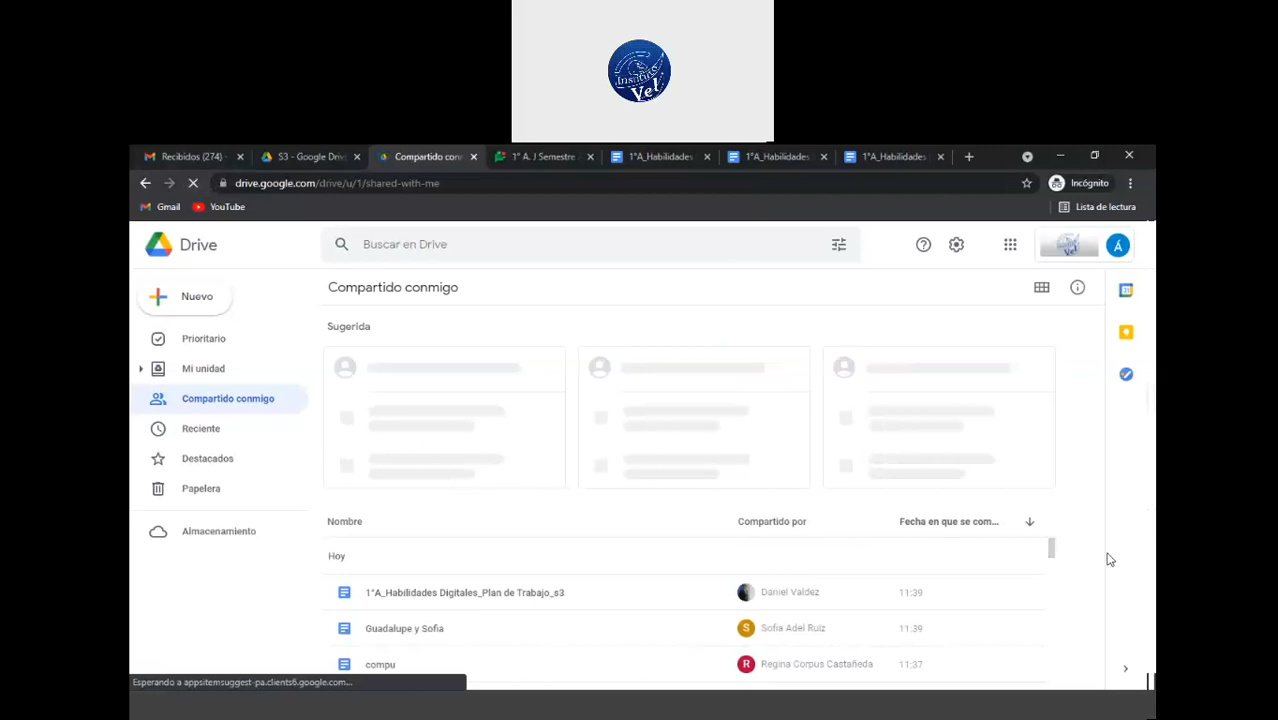 Instituto
Yel
Recibidos (274)
S3 - Google Driv
Compartido con
1° A. J Semestre
1°A_Habilidades
1°A_Habilidades
1°A_Habilidades
drive.google.com/drive/u/1/shared-with-me
Incógnito
Gmail
YouTube
Lista de lectura
Drive
Buscar en Drive
Á
Nuevo
Compartido conmigo
Sugerida
Prioritario
Mi unidad
Compartido conmigo
Reciente
Destacados
Papelera
Almacenamiento
Nombre
Compartido por
Fecha en que se com...
Hoy
1°A_Habilidades Digitales_Plan de Trabajo_s3
Daniel Valdez
11:39
Guadalupe y Sofia
S
Sofia Adel Ruiz
11:39
compu
R
Regina Corpus Castañeda
11:37
Esperando a appsitemsuggest-pa.clients6.google.com...